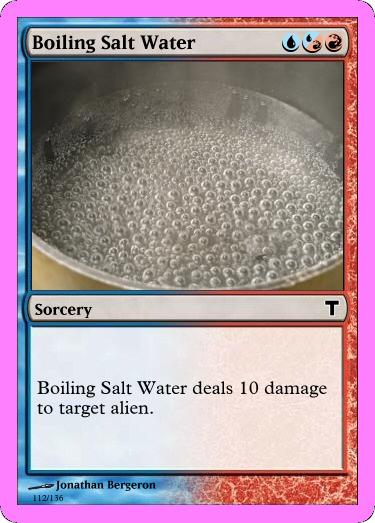 Boiling Salt Water
Sorcery T
Boiling Salt Water deals 10 damage
to target alien.
Jonathan Bergeron
112/136